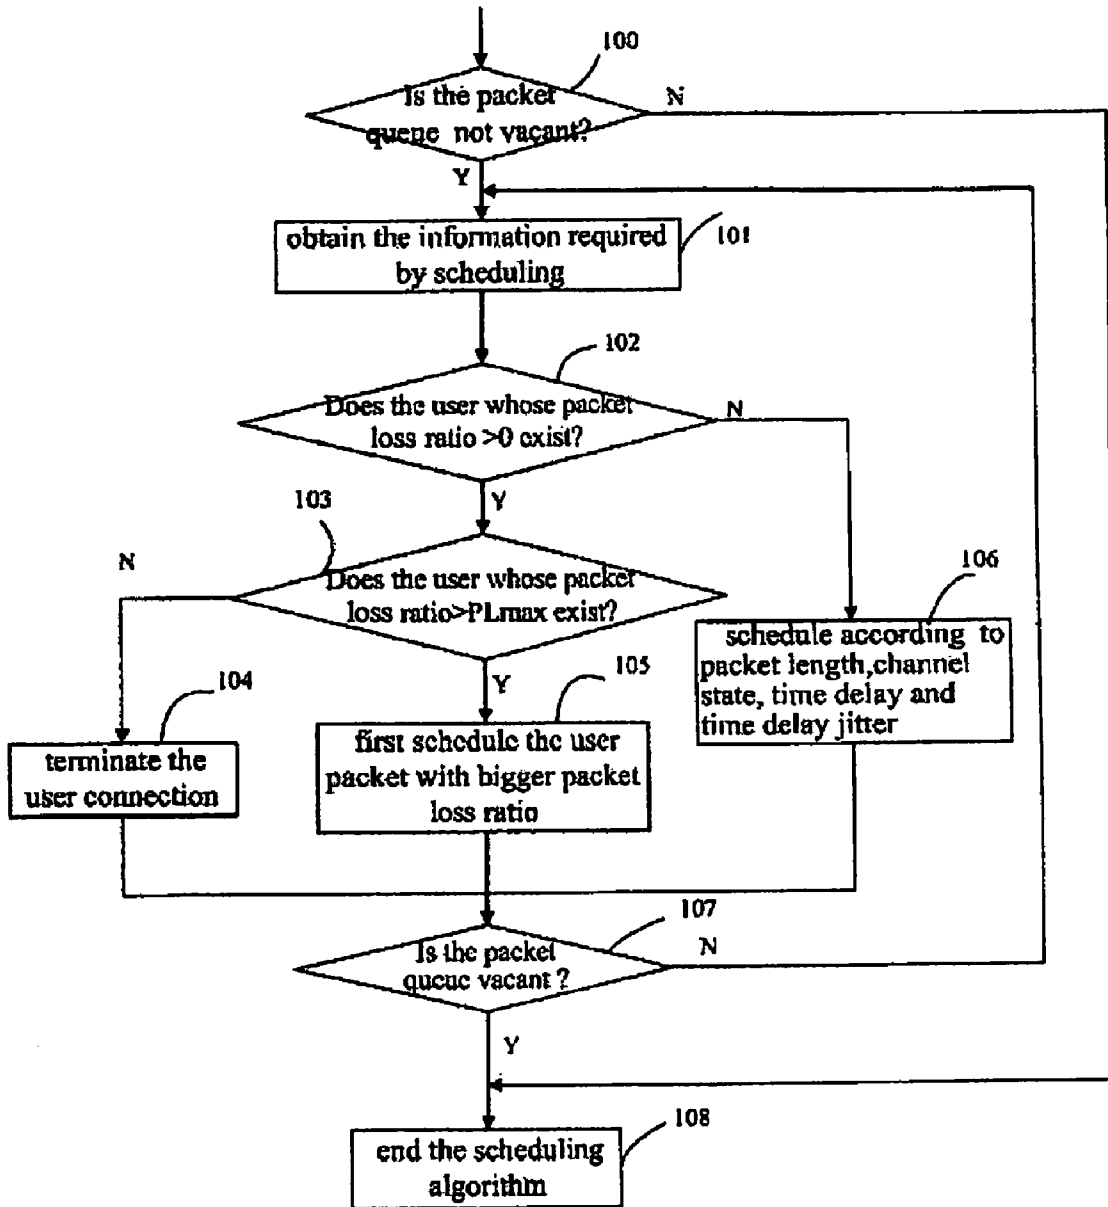 100
Is the packet
N
queue not vacant?
Y
obtain the information required
by scheduling
101
102
Does the user whose packet
loss ratio >0 exist?
N
Y
103
N
Does the user whose packet
loss ratio>PLmax exist?
106
schedule according to
packet length,channel
state, time delay and
time delay jitter
Y
104
105
terminate the
user connection
first schedule the user
packet with bigger packet
loss ratio
107
Is the packet
queue vacant ?
N
Y
108
end the scheduling
algorithm